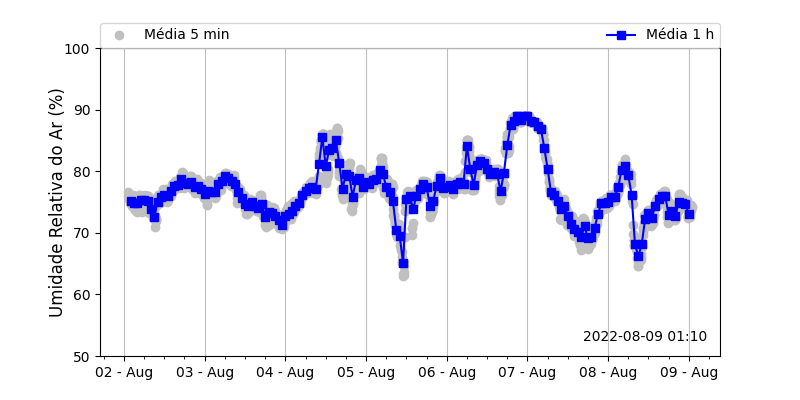 Média 5 min Média 1 h
Umidade Relativa do Ar (%)
100
90
80
70
60
50
2022-08-09 01:10
02 - Aug 03 - Aug 04 - Aug 05 - Aug 06 - Aug 07 - Aug 08 - Aug 09 - Aug